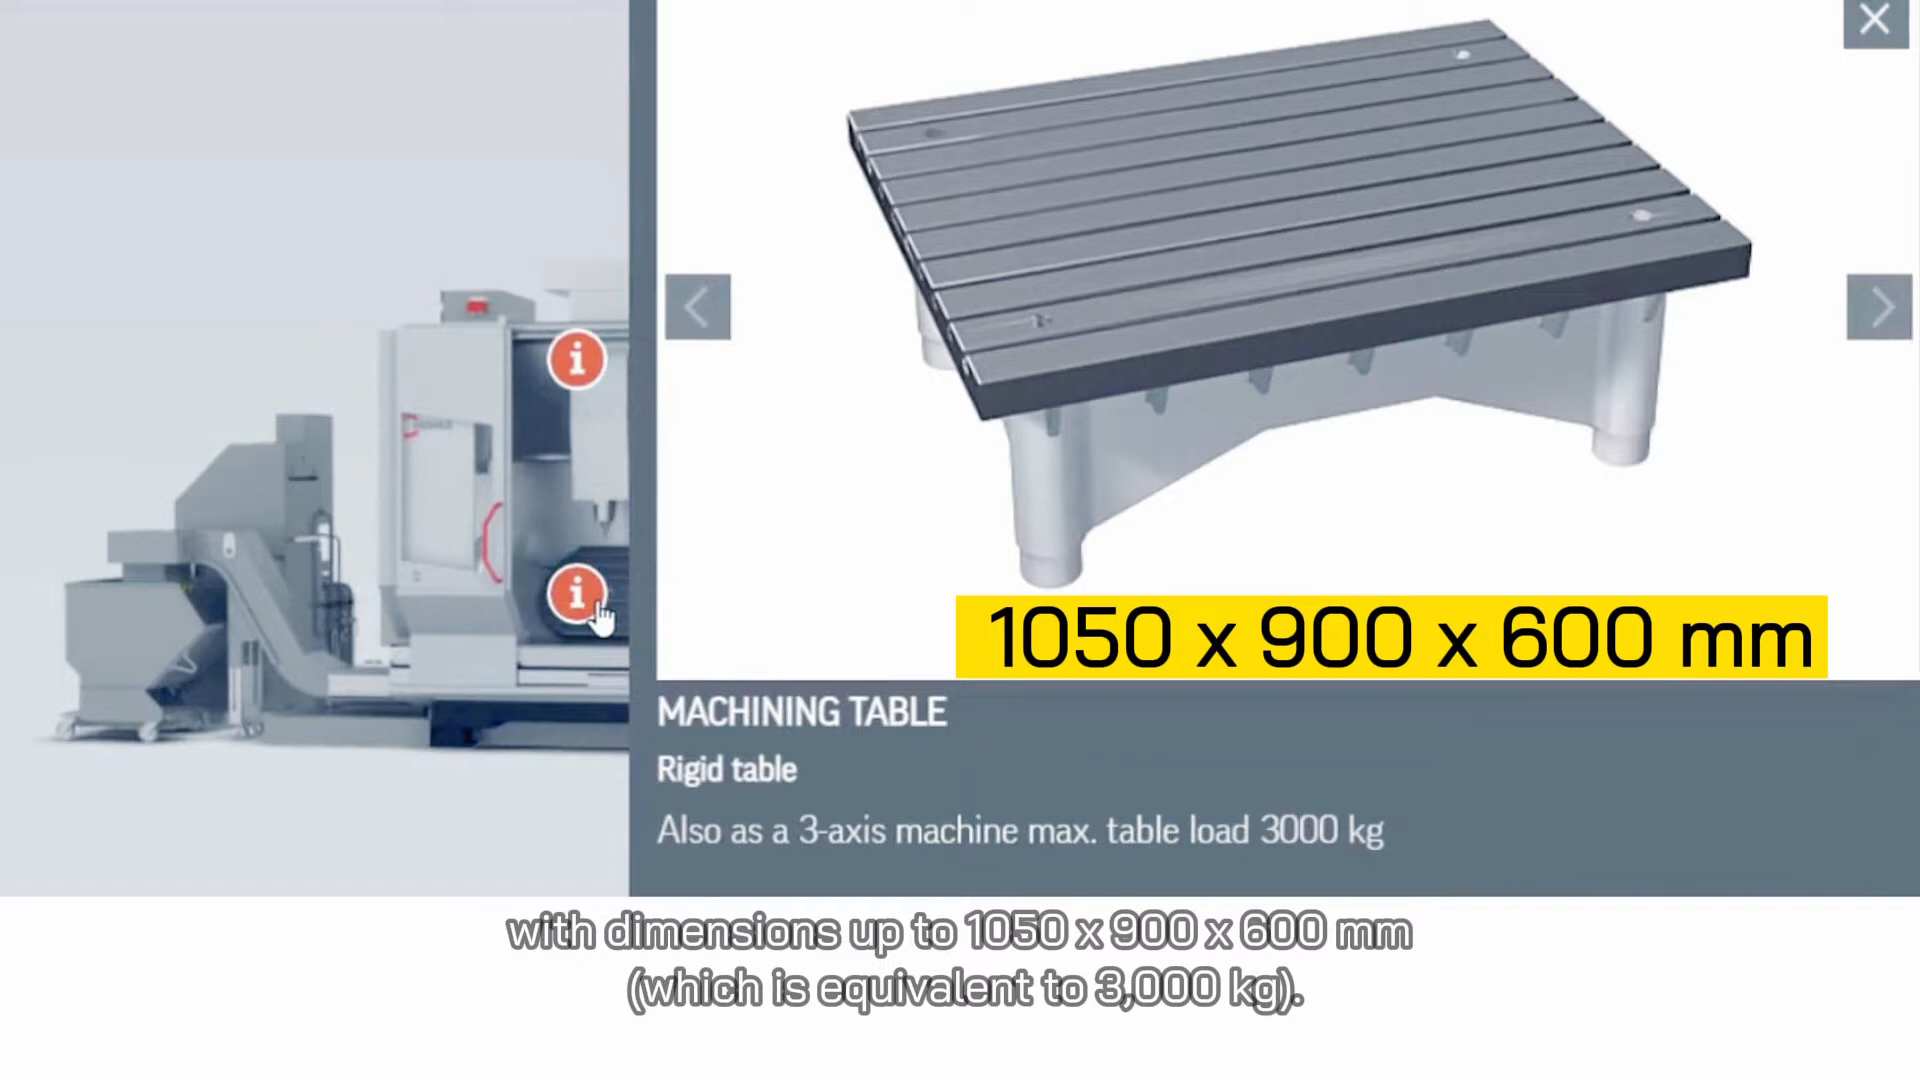 1050 x 900 x 600 mm
MACHINING TABLE
Rigid table
Also as a 3-axis machine max. table load 3000 kg
with dimensions up to 1050 x 900 x 600 mm
(which is equivalent to 3,000 kg).